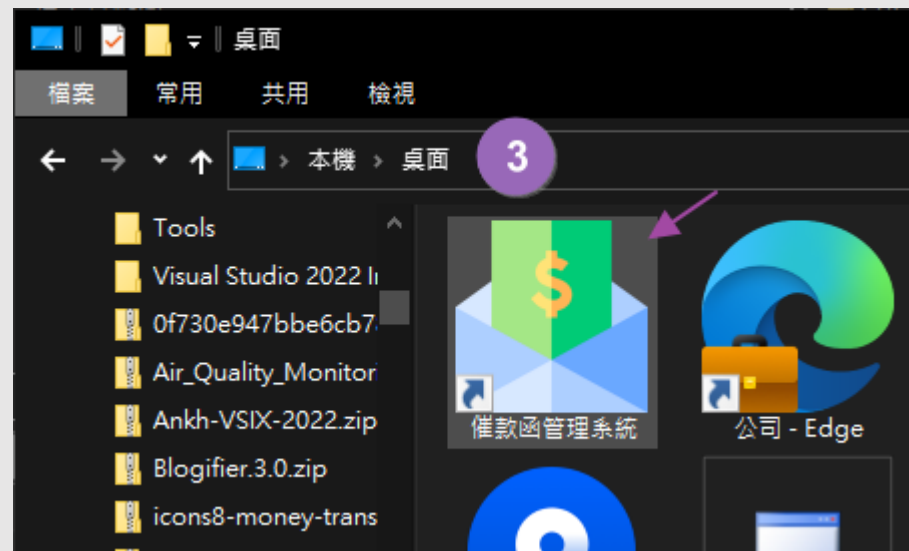 桌面
檔案 常用 共用 檢視
本機 桌面 3
Tools
Visual Studio 2022 I
0f730e947bbe6cb7
Air_Quality_Monitor
Ankh-VSIX-2022.zip
Blogifier.3.0.zip
icons8-money-trans
$
催款函管理系統
公司 - Edge